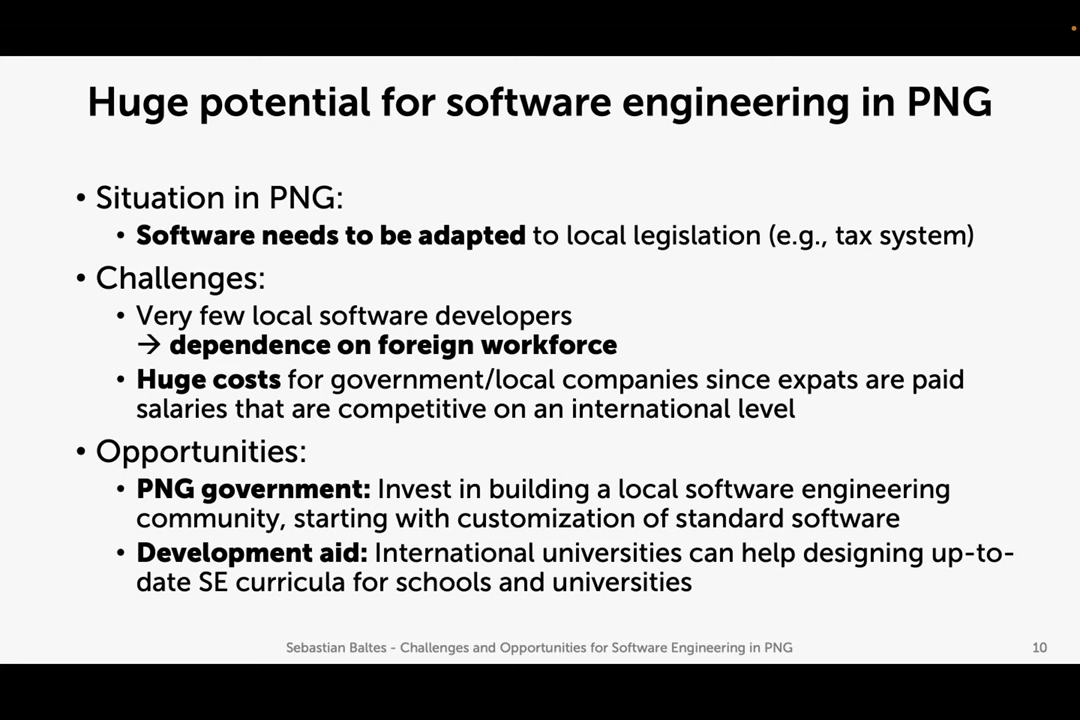 Huge potential for software engineering in PNG
• Situation in PNG:
• Software needs to be adapted to local legislation (e.g., tax system)
• Challenges:
• Very few local software developers
→ dependence on foreign workforce
• Huge costs for government/local companies since expats are paid
salaries that are competitive on an international level
• Opportunities:
• PNG government: Invest in building a local software engineering
community, starting with customization of standard software
• Development aid: International universities can help designing up-to-
date SE curricula for schools and universities
Sebastian Baltes - Challenges and Opportunities for Software Engineering in PNG
10